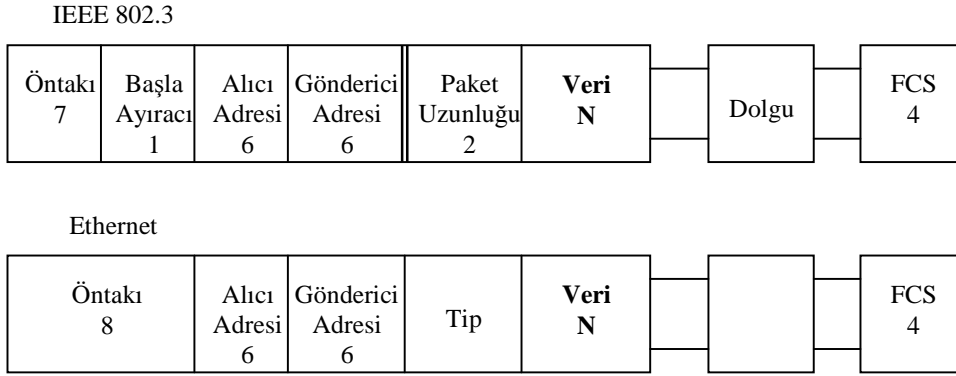 IEEE 802.3
Öntakı
7
Başla
Ayıracı
1
Alıcı
Adresi
6
Gönderici
Adresi
6
Paket
Uzunluğu
2
Veri
N
Dolgu
FCS
4
Ethernet
Öntakı
8
Alıcı
Adresi
6
Gönderici
Adresi
6
Tip
Veri
N
FCS
4